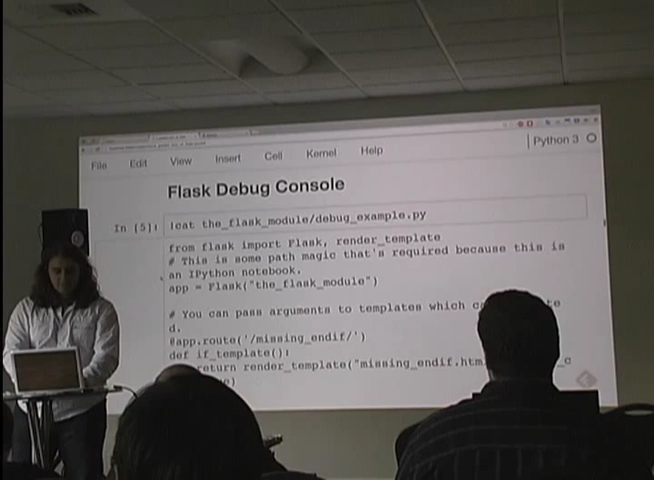 File Edit View Insert Cell Kernel Help
Python 3
Flask Debug Console
In [5]: !cat the_flask_module/debug_example.py
from flask import Flask, render_template
# This is some path magic that's required because this is
an IPython notebook.
app = Flask("the_flask_module")
# You can pass arguments to templates which
d.
@app.route('/missing_endif/')
def if_template():
return render_template("missing_endif.htm